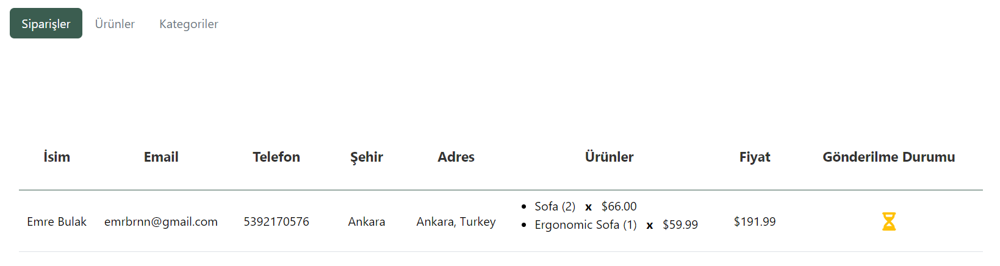 Siparişler Ürünler Kategoriler
İsim Email Telefon Şehir Adres Ürünler Fiyat Gönderilme Durumu
Emre Bulak emrbrnn@gmail.com 5392170576 Ankara Ankara, Turkey • Sofa (2) x $66.00 $191.99
• Ergonomic Sofa (1) x $59.99